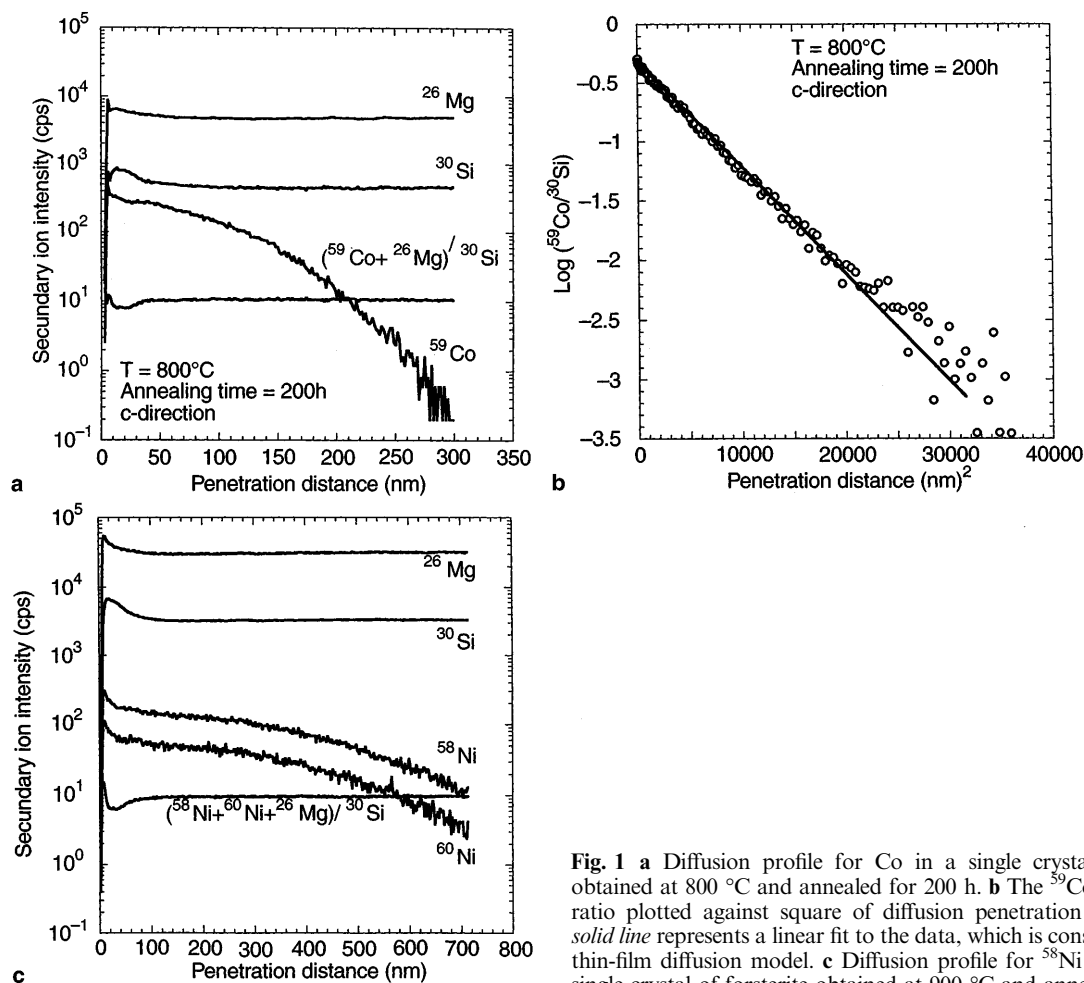 10⁵
10⁴
10³
10²
10¹
10⁰
10⁻¹
Secundary ion intensity (cps)
²⁶Mg
³⁰Si
(⁵⁹Co+ ²⁶Mg)/ ³⁰Si
⁵⁹Co
T = 800°C
Annealing time = 200h
c-direction
0 50 100 150 200 250 300 350
Penetration distance (nm)
a
-0
-0.5
-1
-1.5
-2
-2.5
-3
-3.5
Log (⁵⁹Co/³⁰Si)
T = 800°C
Annealing time = 200h
c-direction
0 10000 20000 30000 40000
Penetration distance (nm)²
b
10⁵
10⁴
10³
10²
10¹
10⁰
10⁻¹
Secundary ion intensity (cps)
²⁶Mg
³⁰Si
⁵⁸Ni
(⁵⁸Ni+⁶⁰Ni+²⁶Mg)/ ³⁰Si
⁶⁰Ni
0 100 200 300 400 500 600 700 800
Penetration distance (nm)
c
Fig. 1 a Diffusion profile for Co in a single crysta
obtained at 800 °C and annealed for 200 h. b The ⁵⁹Co
ratio plotted against square of diffusion penetration
solid line represents a linear fit to the data, which is cons
thin-film diffusion model. c Diffusion profile for ⁵⁸Ni
single crystal of forsterite obtained at 900 °C and anne